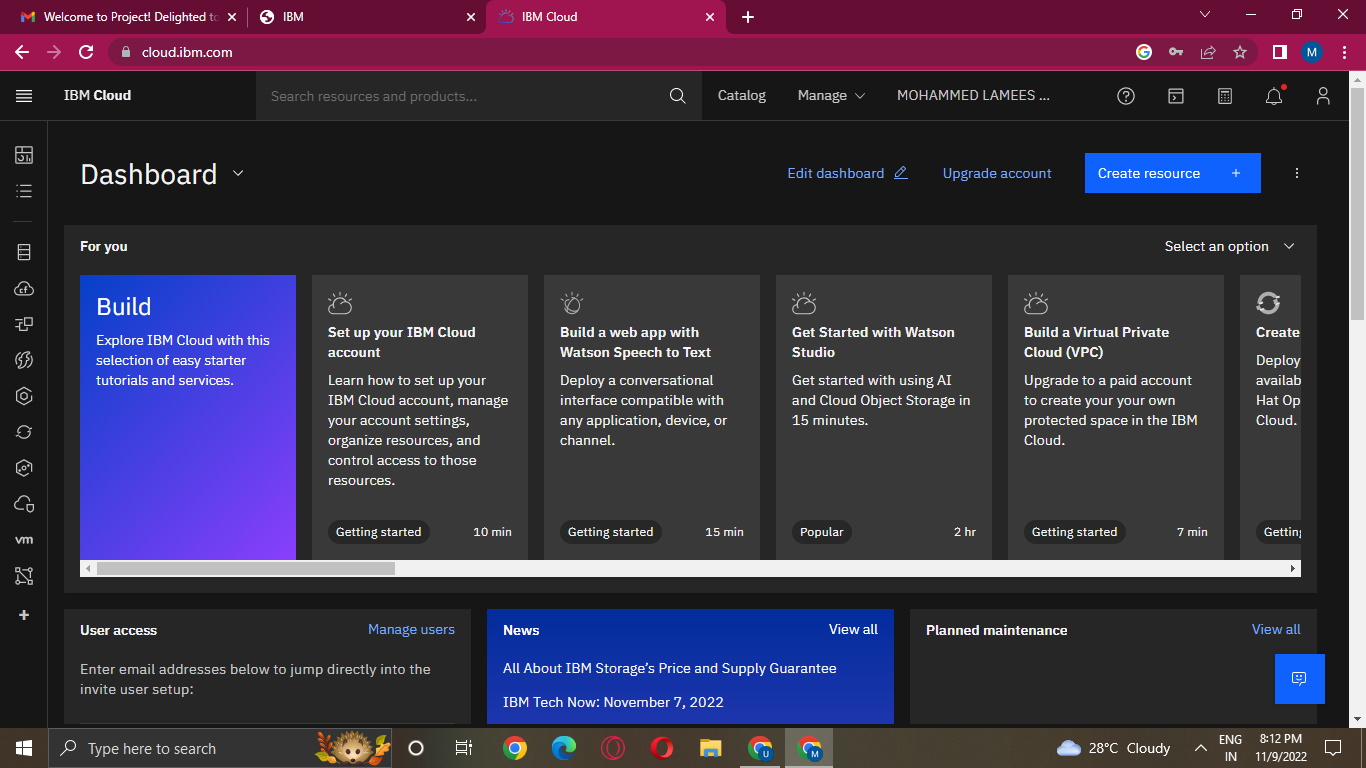 Welcome to Project! Delighted to
IBM
IBM Cloud
cloud.ibm.com
M
IBM Cloud
Search resources and products...
Catalog
Manage
MOHAMMED LAMEES ...
Dashboard
Edit dashboard
Upgrade account
Create resource +
For you
Select an option
Build
Explore IBM Cloud with this
selection of easy starter
tutorials and services.
Set up your IBM Cloud
account
Learn how to set up your
IBM Cloud account, manage
your account settings,
organize resources, and
control access to those
resources.
Getting started
10 min
Build a web app with
Watson Speech to Text
Deploy a conversational
interface compatible with
any application, device, or
channel.
Getting started
15 min
Get Started with Watson
Studio
Get started with using AI
and Cloud Object Storage in
15 minutes.
Popular
2 hr
Build a Virtual Private
Cloud (VPC)
Upgrade to a paid account
to create your your own
protected space in the IBM
Cloud.
Getting started
7 min
Create
Deploy
availab
Hat Op
Cloud.
Getting
cf
vm
User access
Manage users
Enter email addresses below to jump directly into the
invite user setup:
News
View all
All About IBM Storage's Price and Supply Guarantee
IBM Tech Now: November 7, 2022
Planned maintenance
View all
Type here to search
U
M
28°C Cloudy
ENG
IN
8:12 PM
11/9/2022